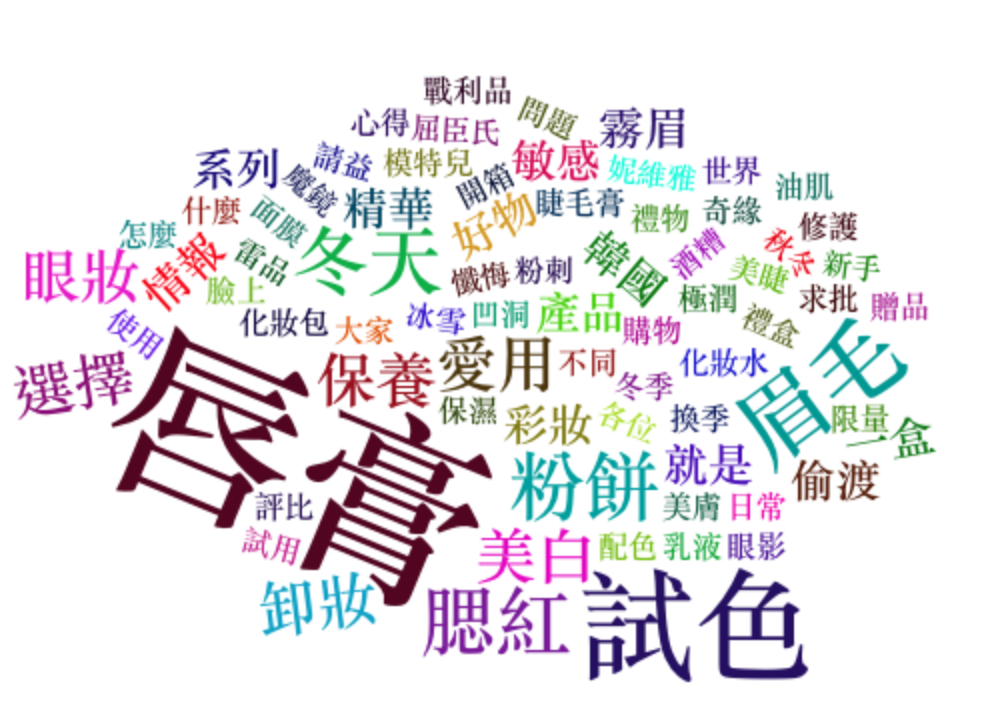 戰利品
心得
屈臣氏
問題
霧眉
系列
請益
模特兒
敏感
妮維雅
世界
魔鏡
開箱
油肌
什麼
面膜
精華
好物
睫毛膏
禮物
奇緣
修護
怎麼
情報
雷品
冬天
懺悔
粉刺
韓國
酒糟
美睫
秋冬
新手
眼妝
臉上
極潤
求批
贈品
使用
化妝包
大家
冰雪
凹洞
產品
購物
禮盒
選擇
唇膏
保養
愛用
不同
冬季
化妝水
眉毛
保濕
彩妝
各位
換季
限量
一盒
粉餅
就是
偷渡
評比
美膚
日常
試用
美白
配色
乳液
眼影
卸妝
腮紅
試色